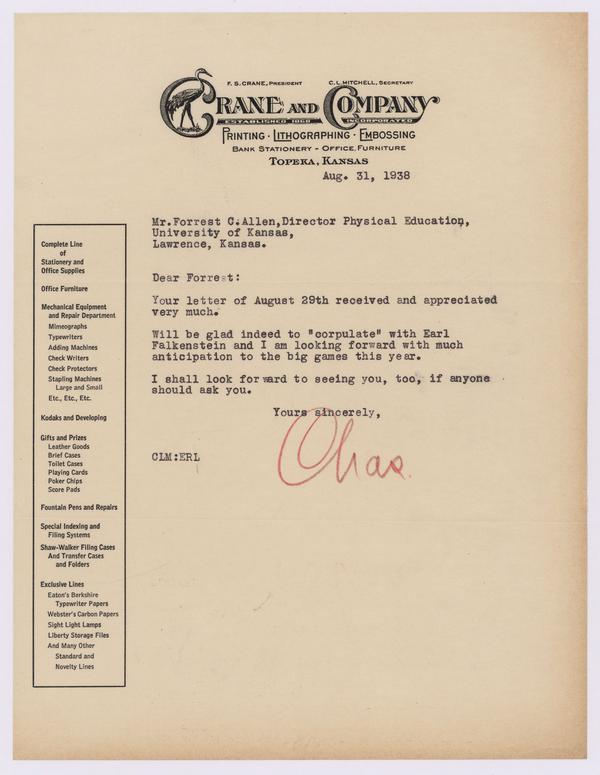 F. S. CRANE, PRESIDENT C. L. MITCHELL, SECRETARY
CRANE AND COMPANY
ESTABLISHED 1868 INCORPORATED
PRINTING · LITHOGRAPHING · EMBOSSING
BANK STATIONERY - OFFICE FURNITURE
TOPEKA, KANSAS
Aug. 31, 1938
Mr.Forrest C.Allen,Director Physical Education,
University of Kansas,
Lawrence, Kansas.
Dear Forrest:
Your letter of August 29th received and appreciated
very much.
Will be glad indeed to "corpulate" with Earl
Falkenstein and I am looking forward with much
anticipation to the big games this year.
I shall look forward to seeing you, too, if anyone
should ask you.
Yours sincerely,
Chas.
CLM:ERL
Complete Line
of
Stationery and
Office Supplies
Office Furniture
Mechanical Equipment
and Repair Department
Mimeographs
Typewriters
Adding Machines
Check Writers
Check Protectors
Stapling Machines
Large and Small
Etc., Etc., Etc.
Kodaks and Developing
Gifts and Prizes
Leather Goods
Brief Cases
Toilet Cases
Playing Cards
Poker Chips
Score Pads
Fountain Pens and Repairs
Special Indexing and
Filing Systems
Shaw-Walker Filing Cases
And Transfer Cases
and Folders
Exclusive Lines
Eaton's Berkshire
Typewriter Papers
Webster's Carbon Papers
Sight Light Lamps
Liberty Storage Files
And Many Other
Standard and
Novelty Lines